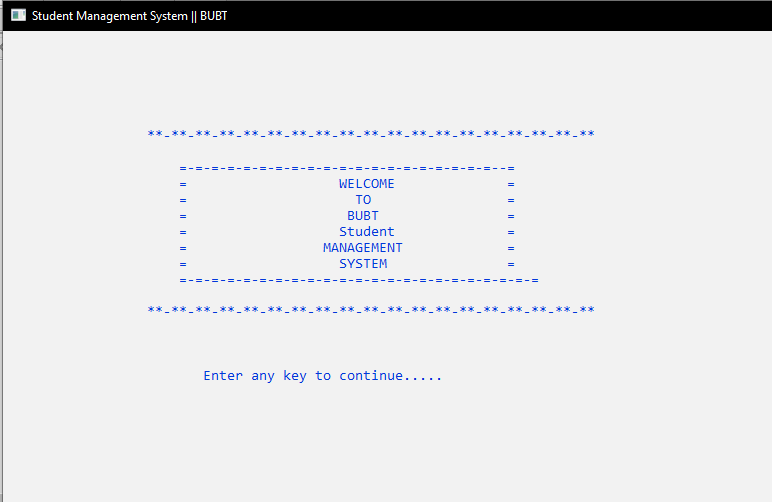 Student Management System || BUBT
**-**-**-**-**-**-**-**-**-**-**-**-**-**-**-**-**-**-**
=-=-=-=-=-=-=-=-=-=-=-=-=-=-=-=-=-=-=-=--=
= WELCOME =
= TO =
= BUBT =
= Student =
= MANAGEMENT =
= SYSTEM =
=-=-=-=-=-=-=-=-=-=-=-=-=-=-=-=-=-=-=-=-=-=-=
**-**-**-**-**-**-**-**-**-**-**-**-**-**-**-**-**-**-**
Enter any key to continue.....